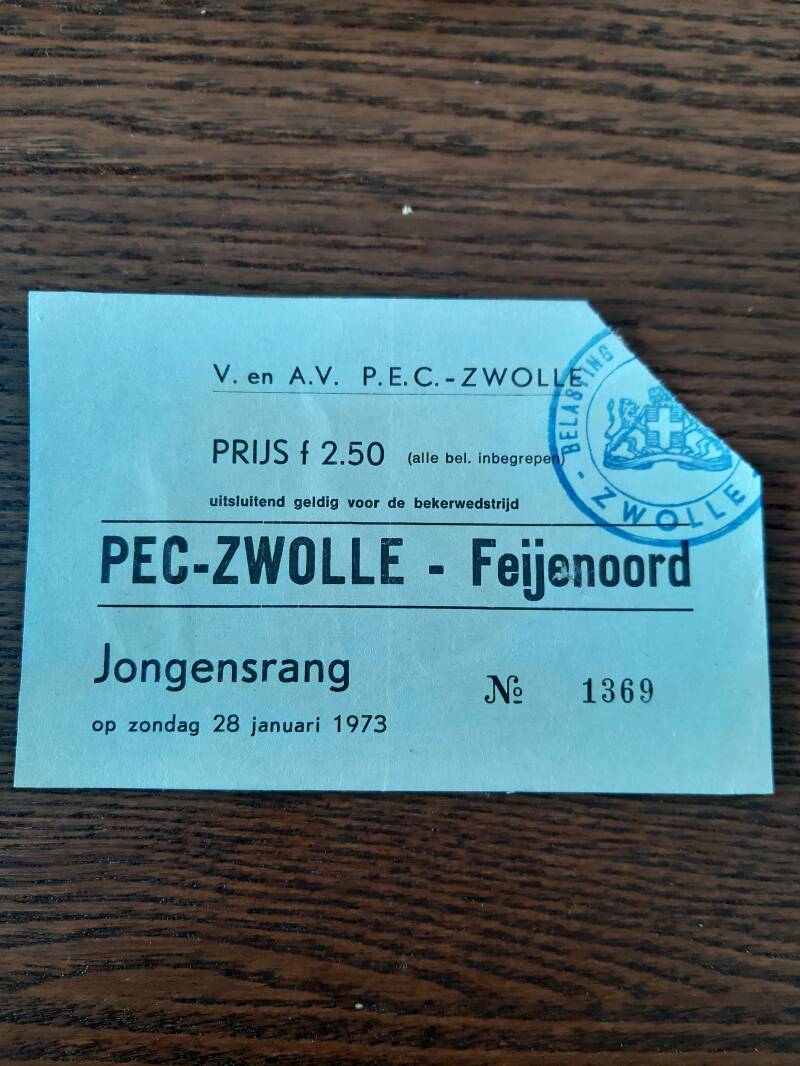 V. en A.V. P.E.C.-ZWOLLE
PRIJS f 2.50 (alle bel. inbegrepen)
uitsluitend geldig voor de bekerwedstrijd
PEC-ZWOLLE - Feijenoord
Jongensrang
№ 1369
op zondag 28 januari 1973
BELASTING
- ZWOLLE